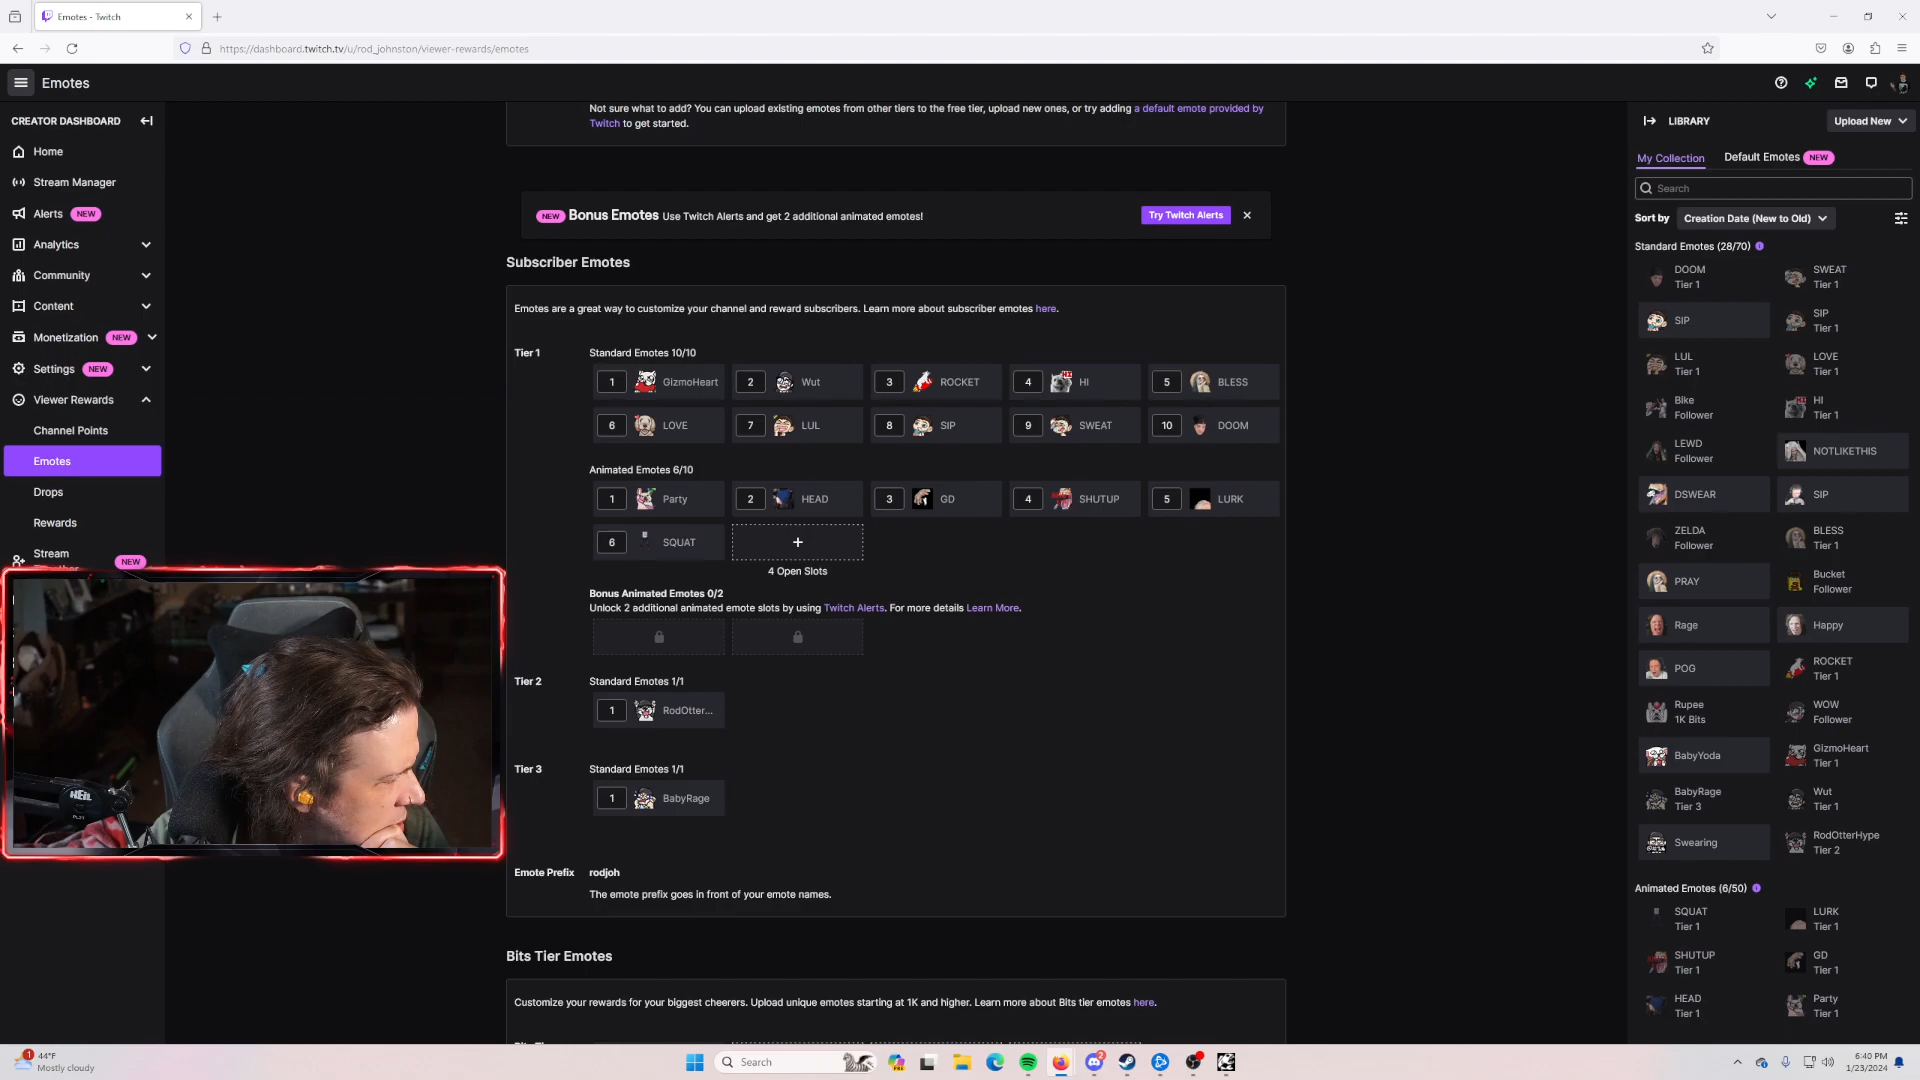 Emotes - Twitch
https://dashboard.twitch.tv/u/rod_johnston/viewer-rewards/emotes
Emotes
CREATOR DASHBOARD
Home
Stream Manager
Alerts NEW
Analytics
Community
Content
Monetization NEW
Settings NEW
Viewer Rewards
Channel Points
Emotes
Drops
Rewards
Stream
NEW
Not sure what to add? You can upload existing emotes from other tiers to the free tier, upload new ones, or try adding a default emote provided by
Twitch to get started.
NEW Bonus Emotes Use Twitch Alerts and get 2 additional animated emotes!
Try Twitch Alerts
Subscriber Emotes
Emotes are a great way to customize your channel and reward subscribers. Learn more about subscriber emotes here.
Tier 1
Standard Emotes 10/10
1 GizmoHeart
2 Wut
3 ROCKET
4 HI
5 BLESS
6 LOVE
7 LUL
8 SIP
9 SWEAT
10 DOOM
Animated Emotes 6/10
1 Party
2 HEAD
3 GD
4 SHUTUP
5 LURK
6 SQUAT
+
4 Open Slots
Bonus Animated Emotes 0/2
Unlock 2 additional animated emote slots by using Twitch Alerts. For more details Learn More.
Tier 2
Standard Emotes 1/1
1 RodOtter...
Tier 3
Standard Emotes 1/1
1 BabyRage
Emote Prefix
rodjoh
The emote prefix goes in front of your emote names.
Bits Tier Emotes
Customize your rewards for your biggest cheerers. Upload unique emotes starting at 1K and higher. Learn more about Bits tier emotes here.
LIBRARY
Upload New
My Collection
Default Emotes NEW
Search
Sort by Creation Date (New to Old)
Standard Emotes (28/70)
DOOM
Tier 1
SWEAT
Tier 1
SIP
SIP
Tier 1
LUL
Tier 1
LOVE
Tier 1
Bike
Follower
HI
Tier 1
LEWD
Follower
NOTLIKETHIS
DSWEAR
SIP
ZELDA
Follower
BLESS
Tier 1
PRAY
Bucket
Follower
Rage
Happy
POG
ROCKET
Tier 1
Rupee
1K Bits
WOW
Follower
BabyYoda
GizmoHeart
Tier 1
BabyRage
Tier 3
Wut
Tier 1
Swearing
RodOtterHype
Tier 2
Animated Emotes (6/50)
SQUAT
Tier 1
LURK
Tier 1
SHUTUP
Tier 1
GD
Tier 1
HEAD
Tier 1
Party
Tier 1
HEIL
44°F
Mostly cloudy
Search
6:40 PM
1/23/2024